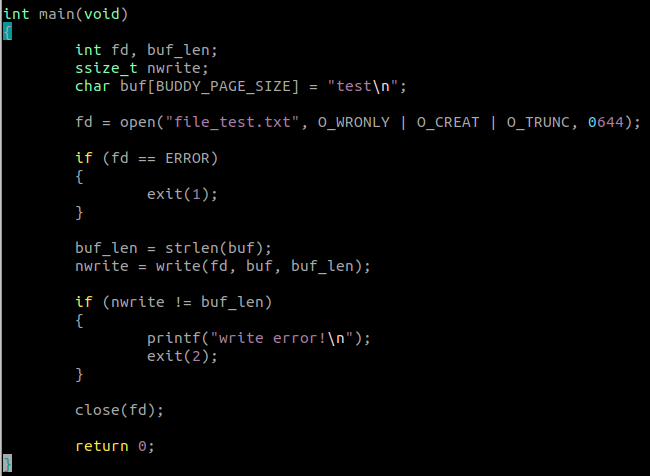 int main(void)
{
int fd, buf_len;
ssize_t nwrite;
char buf[BUDDY_PAGE_SIZE] = "test\n";
fd = open("file_test.txt", O_WRONLY | O_CREAT | O_TRUNC, 0644);
if (fd == ERROR)
{
exit(1);
}
buf_len = strlen(buf);
nwrite = write(fd, buf, buf_len);
if (nwrite != buf_len)
{
printf("write error!\n");
exit(2);
}
close(fd);
return 0;
}